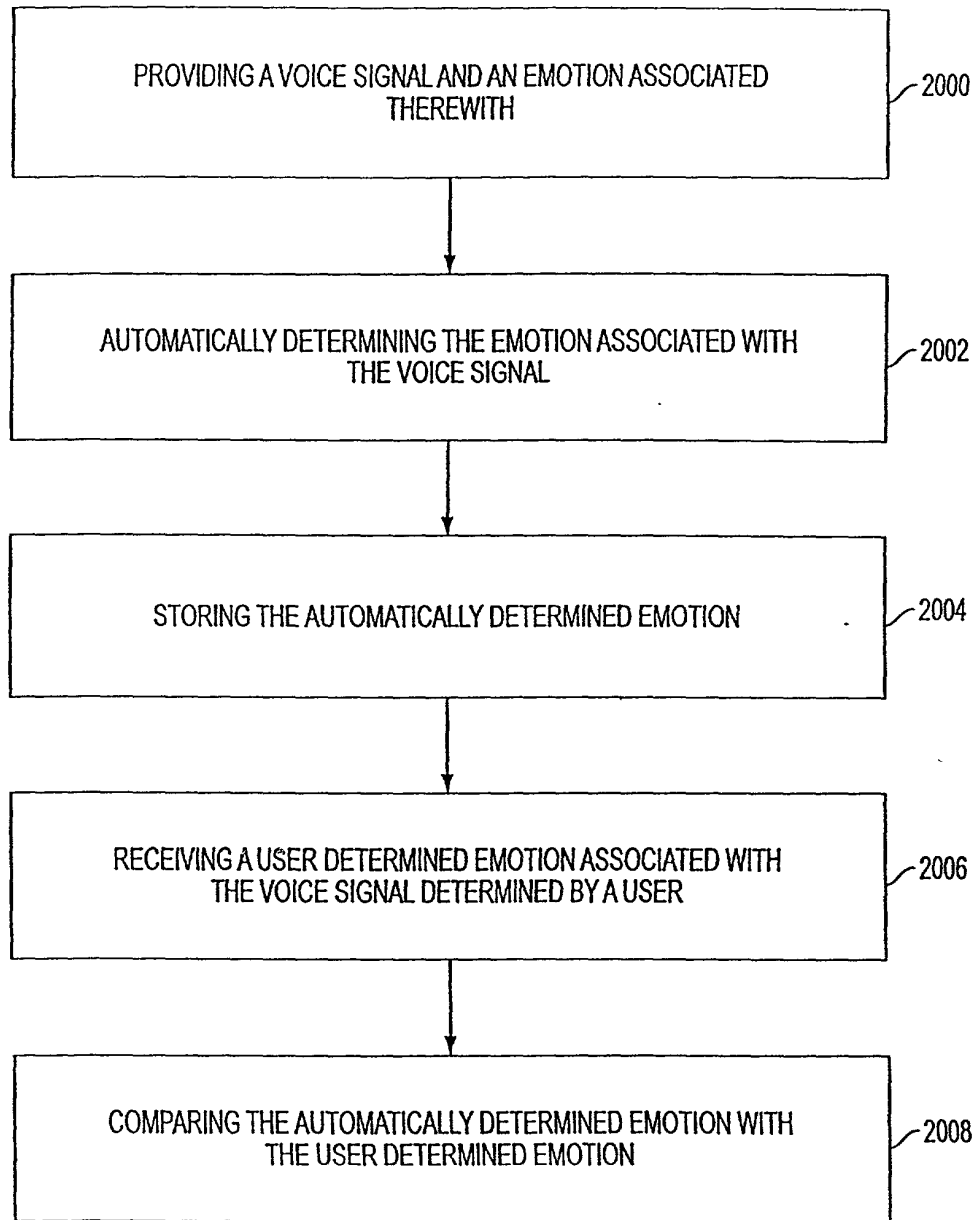 PROVIDING A VOICE SIGNAL AND AN EMOTION ASSOCIATED
THEREWITH
2000
AUTOMATICALLY DETERMINING THE EMOTION ASSOCIATED WITH
THE VOICE SIGNAL
2002
STORING THE AUTOMATICALLY DETERMINED EMOTION
2004
RECEIVING A USER DETERMINED EMOTION ASSOCIATED WITH
THE VOICE SIGNAL DETERMINED BY A USER
2006
COMPARING THE AUTOMATICALLY DETERMINED EMOTION WITH
THE USER DETERMINED EMOTION
2008